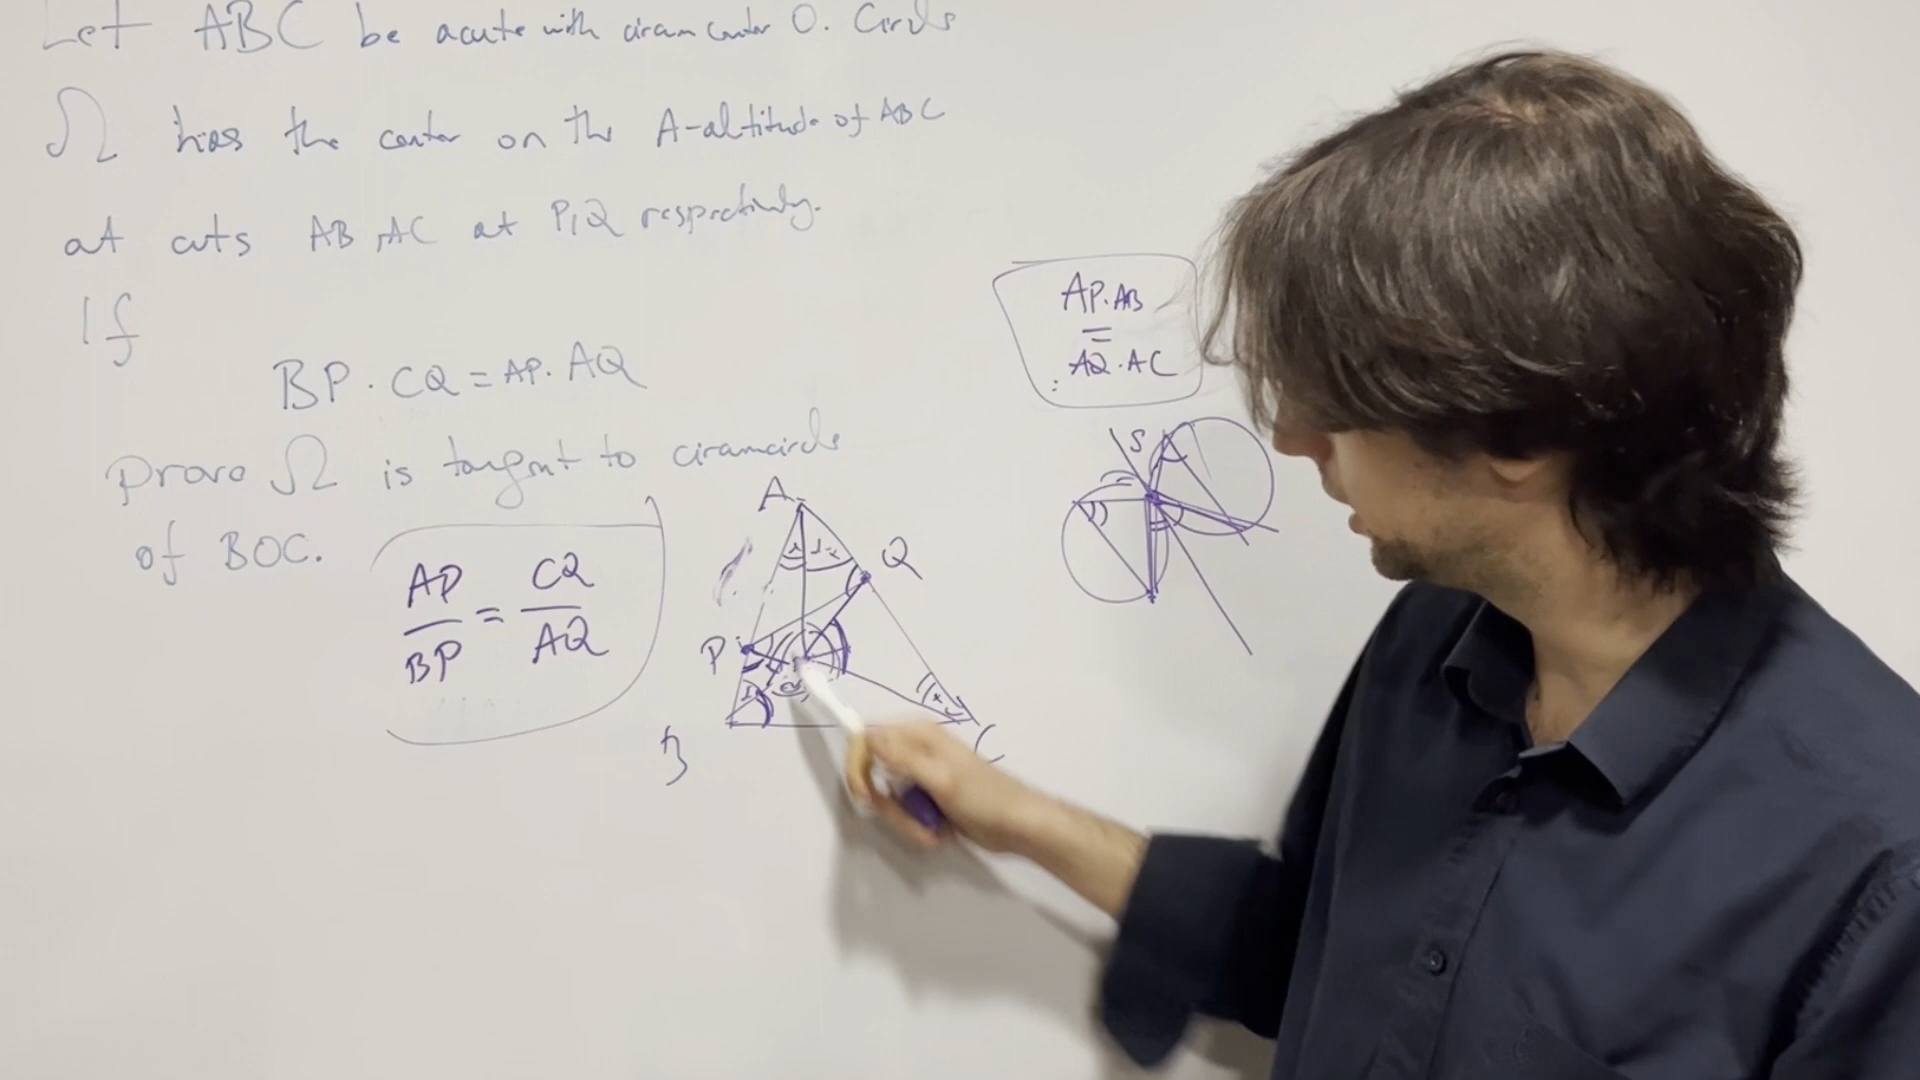 Let ABC be acute with circumcenter O. Circle
Ω has the center on the A-altitude of ABC
at cuts AB, AC at P, Q respectively.
If
BP · CQ = AP · AQ
prove Ω is tangent to circumcircle
of BOC.
AP/BP = CQ/AQ
AP · AB
=
AQ · AC
S
A
Q
P
B
C